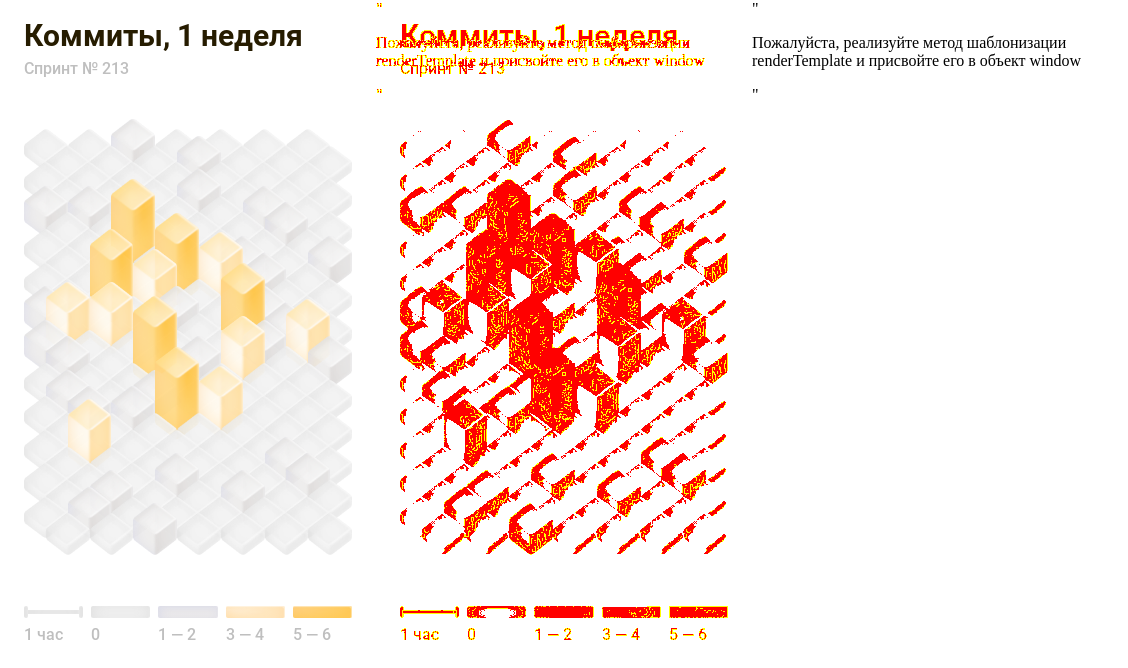 Коммиты, 1 неделя
Спринт № 213
1 час
0
1 – 2
3 – 4
5 – 6
"
Коммиты, 1 неделя
Пожалуйста, реализуйте метод шаблонизации
renderTemplate и присвойте его в объект window
Спринт № 213
"
1 час
0
1 – 2
3 – 4
5 – 6
"
Пожалуйста, реализуйте метод шаблонизации
renderTemplate и присвойте его в объект window
"